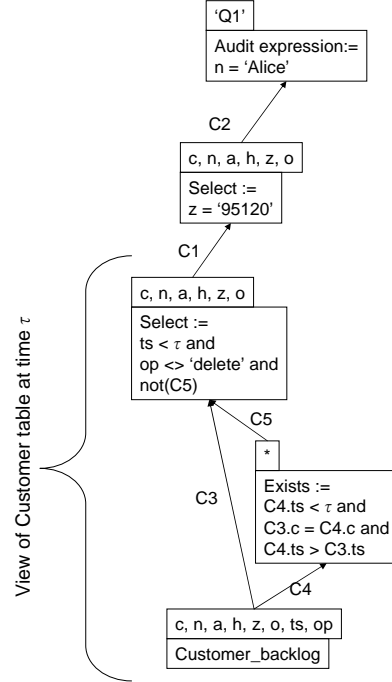 ‘Q1’
Audit expression:=
n = ‘Alice’
C2
c, n, a, h, z, o
Select :=
z = ‘95120’
C1
c, n, a, h, z, o
Select :=
ts < τ and
op <> ‘delete’ and
not(C5)
View of Customer table at time τ
C5
*
Exists :=
C4.ts < τ and
C3.c = C4.c and
C4.ts > C3.ts
C3
C4
c, n, a, h, z, o, ts, op
Customer_backlog